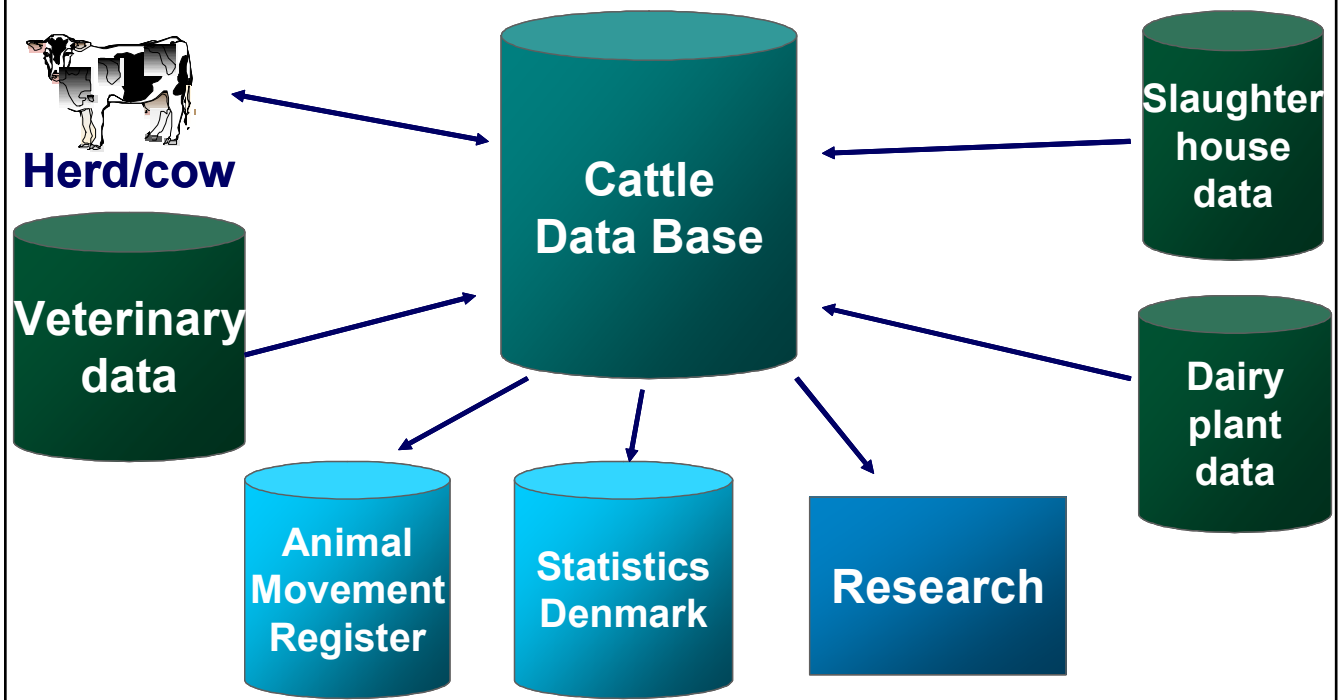 Herd/cow
Veterinary
data
Cattle
Data Base
Slaughter
house
data
Dairy
plant
data
Animal
Movement
Register
Statistics
Denmark
Research